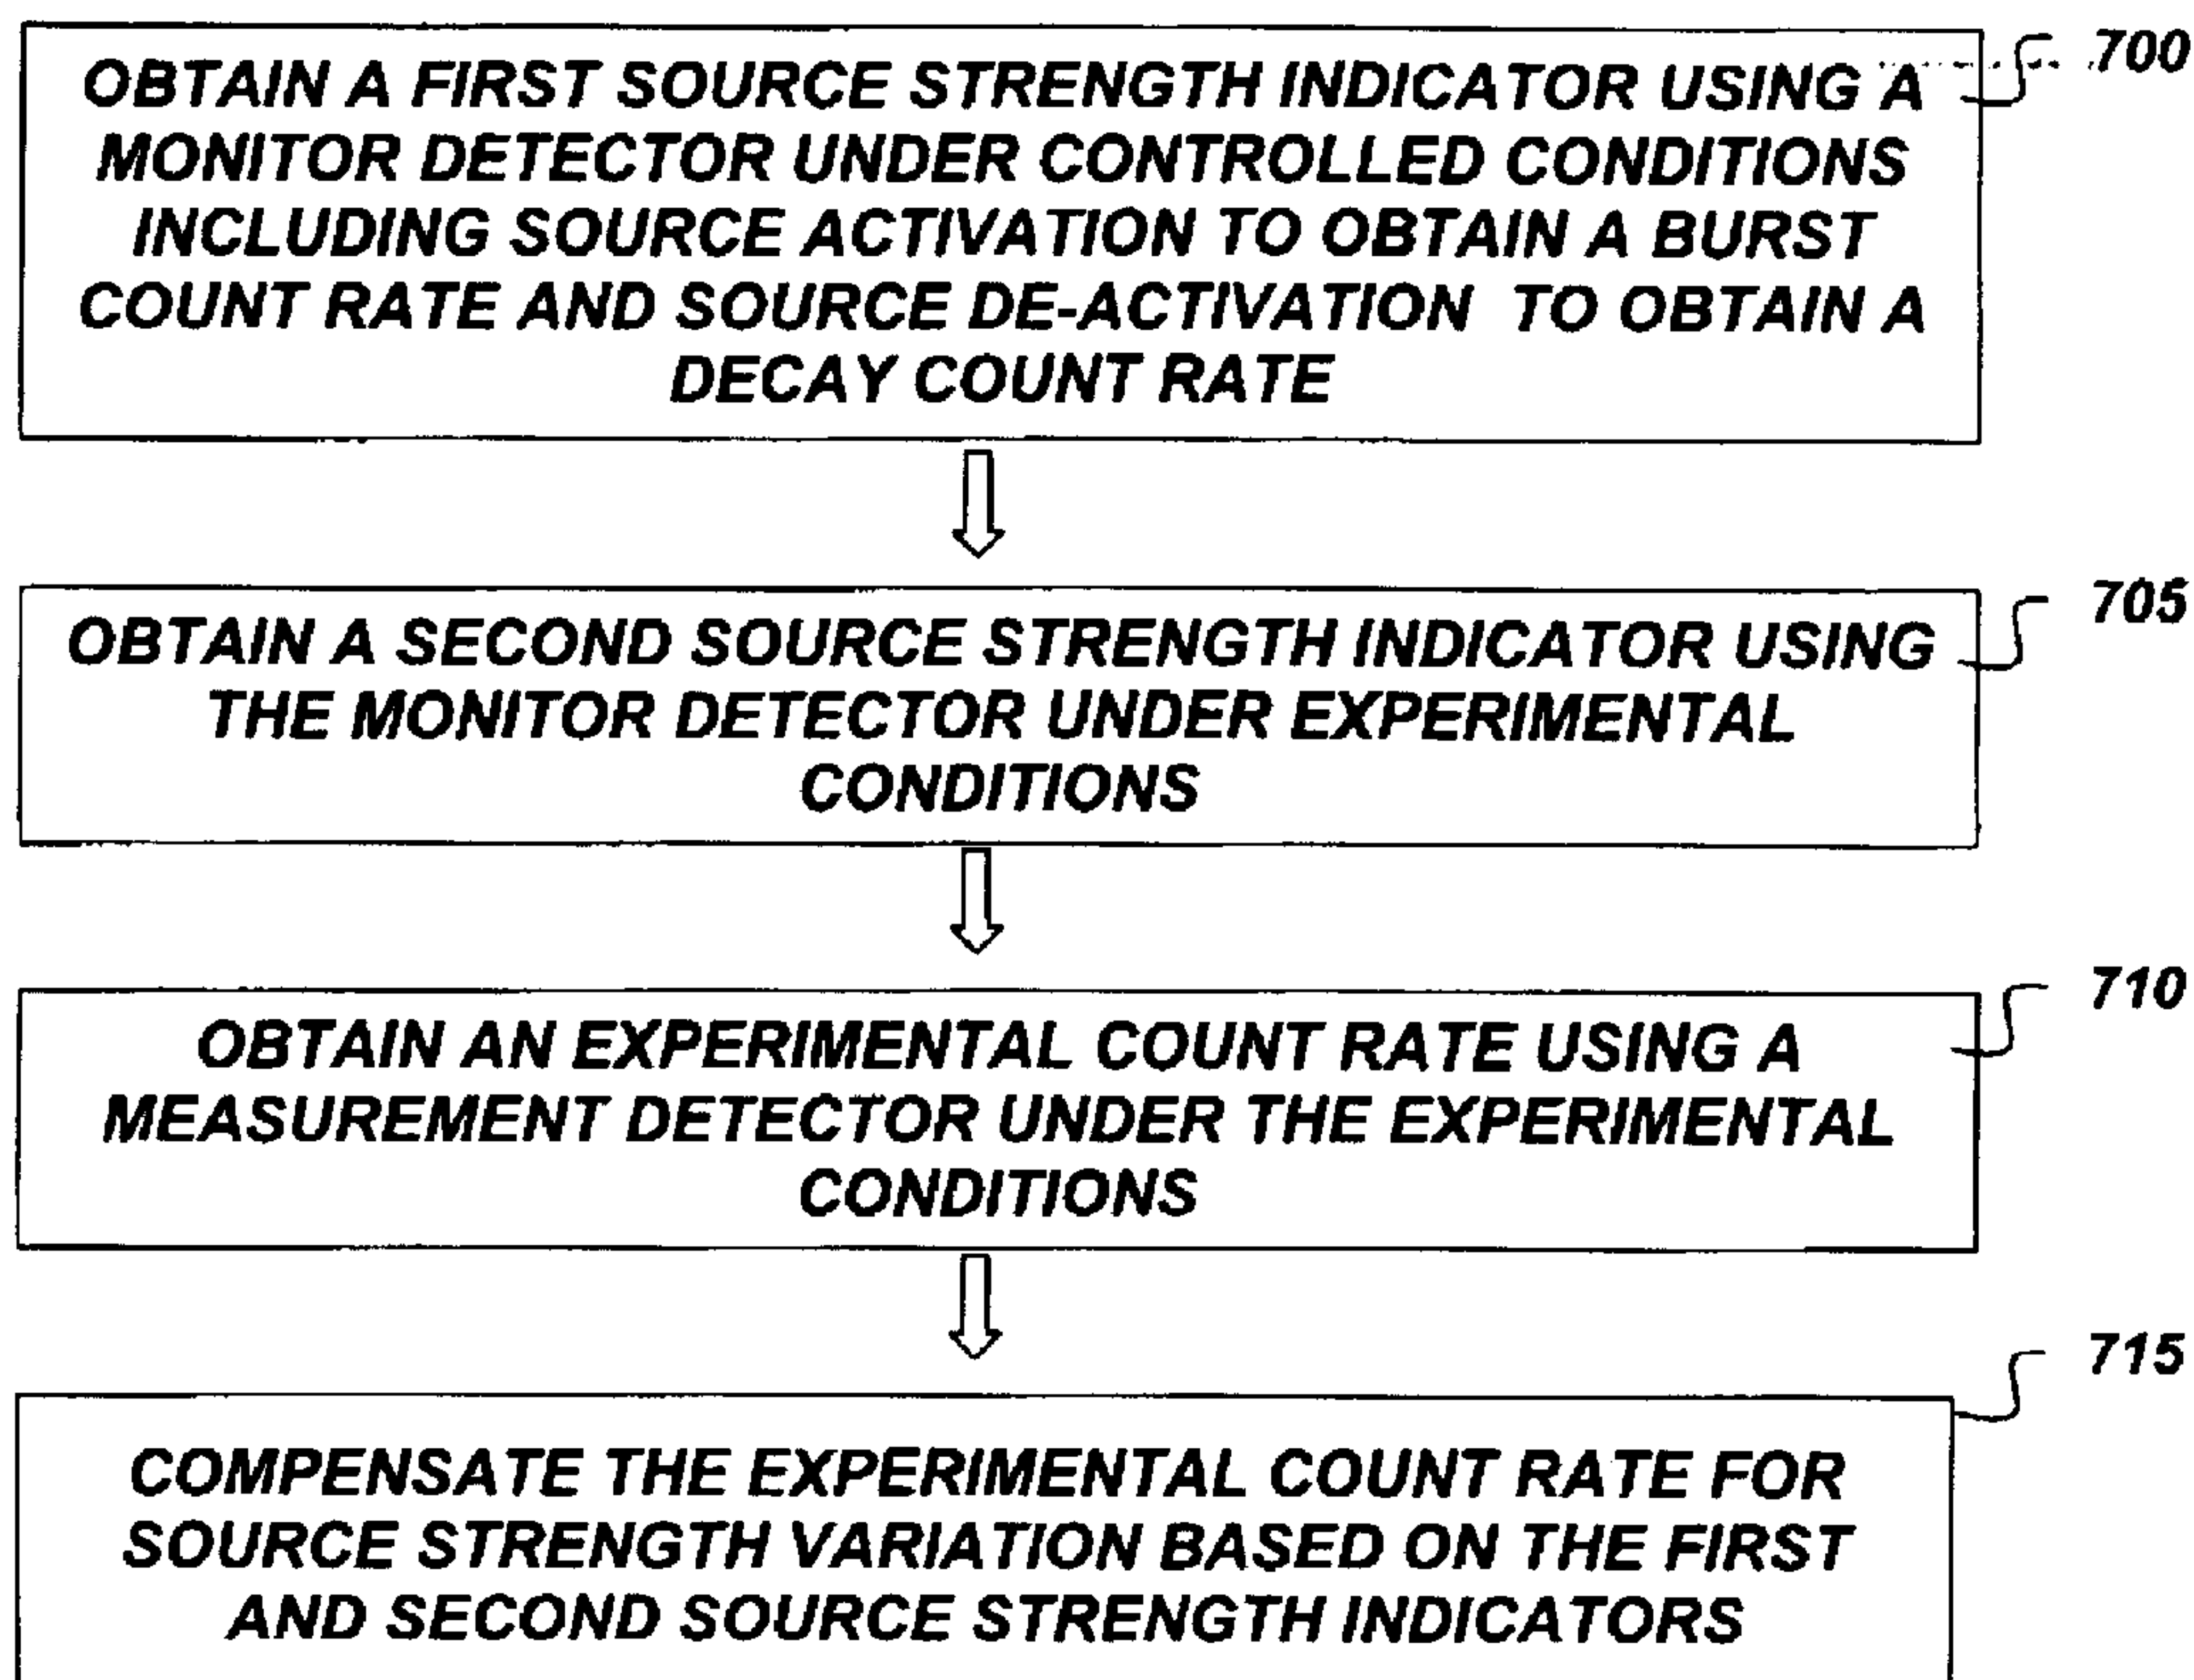 OBTAIN A FIRST SOURCE STRENGTH INDICATOR USING A
700
MONITOR DETECTOR UNDER CONTROLLED CONDITIONS
INCLUDING SOURCE ACTIVATION TO OBTAIN A BURST
COUNT RATE AND SOURCE DE-ACTIVATION TO OBTAIN A
DECAY COUNT RATE
705
OBTAIN A SECOND SOURCE STRENGTH INDICATOR USING
THE MONITOR DETECTOR UNDER EXPERIMENTAL
CONDITIONS
710
OBTAIN AN EXPERIMENTAL COUNT RATE USING A
MEASUREMENT DETECTOR UNDER THE EXPERIMENTAL
CONDITIONS
715
COMPENSATE THE EXPERIMENTAL COUNT RATE FOR
SOURCE STRENGTH VARIATION BASED ON THE FIRST
AND SECOND SOURCE STRENGTH INDICATORS